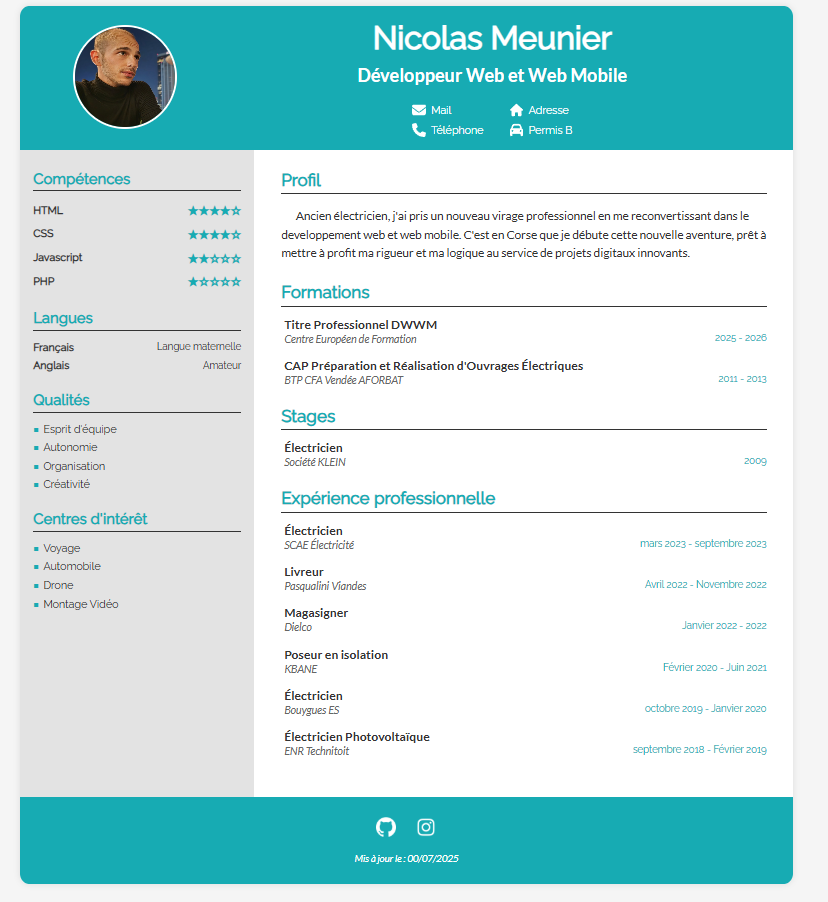 Nicolas Meunier
Développeur Web et Web Mobile
Mail
Adresse
Téléphone
Permis B
Compétences
HTML
CSS
Javascript
PHP
Langues
Français Langue maternelle
Anglais Amateur
Qualités
Esprit d'équipe
Autonomie
Organisation
Créativité
Centres d'intérêt
Voyage
Automobile
Drone
Montage Vidéo
Profil
Ancien électricien, j'ai pris un nouveau virage professionnel en me reconvertissant dans le
developpement web et web mobile. C'est en Corse que je débute cette nouvelle aventure, prêt à
mettre à profit ma rigueur et ma logique au service de projets digitaux innovants.
Formations
Titre Professionnel DWWM
Centre Européen de Formation 2025 - 2026
CAP Préparation et Réalisation d'Ouvrages Électriques
BTP CFA Vendée AFORBAT 2011 - 2013
Stages
Électricien
Société KLEIN 2009
Expérience professionnelle
Électricien
SCAE Électricité mars 2023 - septembre 2023
Livreur
Pasqualini Viandes Avril 2022 - Novembre 2022
Magasigner
Dielco Janvier 2022 - 2022
Poseur en isolation
KBANE Février 2020 - Juin 2021
Électricien
Bouygues ES octobre 2019 - Janvier 2020
Électricien Photovoltaïque
ENR Technitoit septembre 2018 - Février 2019
Mis à jour le : 00/07/2025